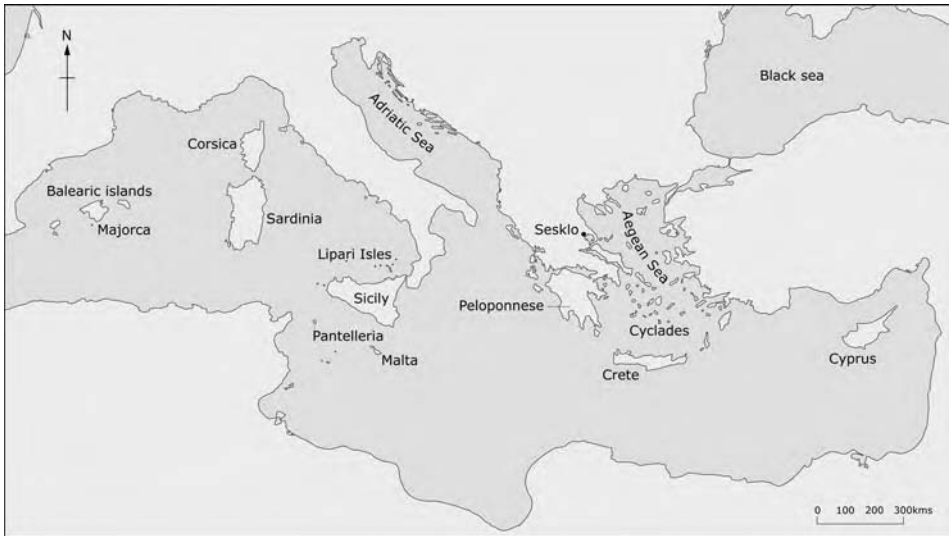 N
Black sea
Adriatic Sea
Corsica
Balearic islands
Majorca
Sardinia
Sesklo
Aegean Sea
Lipari Isles
Sicily
Peloponnese
Pantelleria
Cyclades
Malta
Cyprus
Crete
0 100 200 300kms